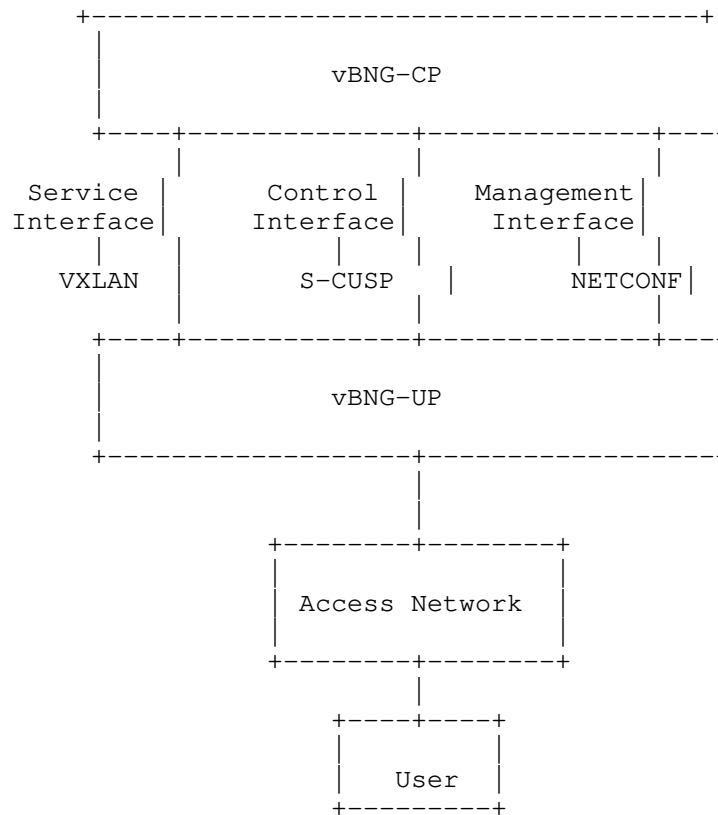 vBNG-CP
Service Control Management
Interface Interface Interface
VXLAN S-CUSP NETCONF
vBNG-UP
Access Network
User